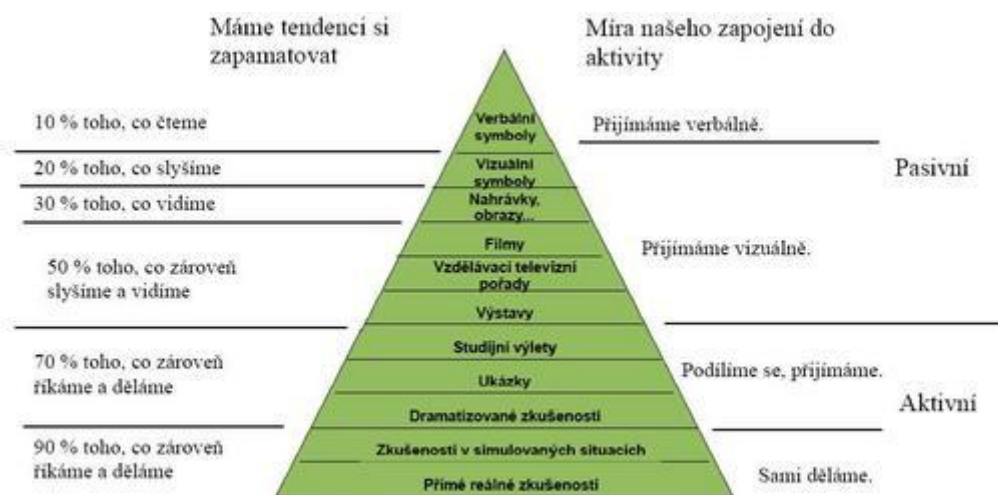 Máme tendenci si
zapamatovat
Míra našeho zapojení do
aktivity
10 % toho, co čteme
20 % toho, co slyšíme
30 % toho, co vidíme
50 % toho, co zároveň
slyšíme a vidíme
70 % toho, co zároveň
říkáme a děláme
90 % toho, co zároveň
říkáme a děláme
Verbální
symboly
Vizuální
symboly
Nahrávky,
obrazy...
Filmy
Vzdělávací televizní
pořady
Výstavy
Studijní výlety
Ukázky
Dramatizované zkušenosti
Zkušenosti v simulovaných situacích
Přímé reálné zkušenosti
Přijímáme verbálně.
Přijímáme vizuálně.
Podílíme se, přijímáme.
Sami děláme.
Pasivní
Aktivní